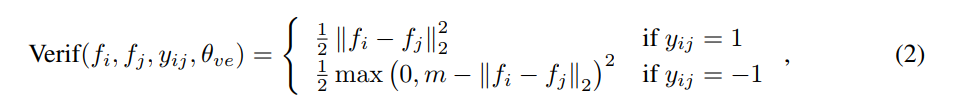 Verif(f_i, f_j, y_{ij}, θ_{ve}) = { ½ ‖f_i − f_j‖₂² if y_{ij} = 1
½ max (0, m − ‖f_i − f_j‖₂)² if y_{ij} = −1 , (2)